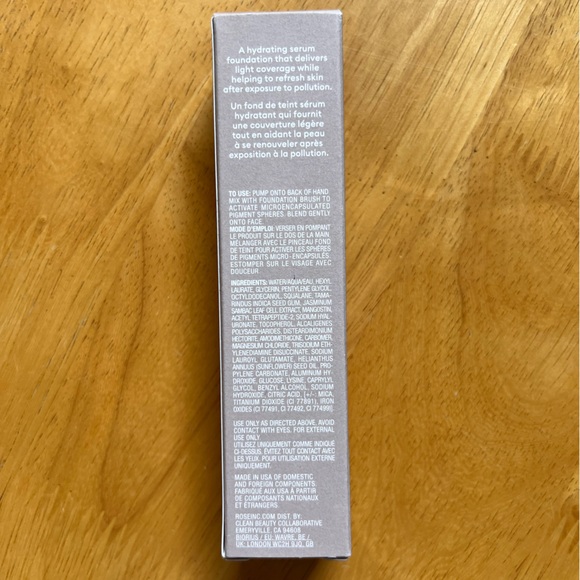 A hydrating serum
foundation that delivers
light coverage while
helping to refresh skin
after exposure to pollution.
Un fond de teint sérum
hydratant qui fournit
une couverture légère
tout en aidant la peau
à se renouveler après
exposition à la pollution.
TO USE: PUMP ONTO BACK OF HAND
MIX WITH FOUNDATION BRUSH TO
ACTIVATE MICROENCAPSULATED
PIGMENT SPHERES. BLEND GENTLY
ONTO FACE.
MODE D'EMPLOI: VERSER EN POMPANT
LE PRODUIT SUR LE DOS DE LA MAIN.
MÉLANGER AVEC LE PINCEAU FOND
DE TEINT POUR ACTIVER LES SPHÈRES
DE PIGMENTS MICRO-ENCAPSULÉES.
ESTOMPER SUR LE VISAGE AVEC
DOUCEUR
INGREDIENTS: WATER/AQUA/EAU, HEXYL
LAURATE, GLYCERIN, PENTYLENE GLYCOL,
OCTYLDODECANOL, SQUALANE, TAMA-
RINDUS INDICA SEED GUM, JASMINUM
SAMBAC LEAF CELL EXTRACT, MANGOSTIN,
ACETYL TETRAPEPTIDE-2, SODIUM HYAL-
URONATE, TOCOPHEROL, ALCALIGENES
POLYSACCHARIDES, DISTEARDIMONIUM
HECTORITE, AMODIMETHICONE, CARBOMER,
MAGNESIUM CHLORIDE, TRISODIUM ETH-
YLENEDIAMINE DISUCCINATE, SODIUM
LAUROYL GLUTAMATE, HELIANTHUS
ANNUUS (SUNFLOWER) SEED OIL, PRO-
PYLENE CARBONATE, ALUMINUM HY-
DROXIDE, GLUCOSE, LYSINE, CAPRYLYL
GLYCOL, BENZYL ALCOHOL, SODIUM
HYDROXIDE, CITRIC ACID, [+/-: MICA,
TITANIUM DIOXIDE (CI 77891), IRON
OXIDES (CI 77491, CI 77492, CI 77499)].
USE ONLY AS DIRECTED ABOVE. AVOID
CONTACT WITH EYES. FOR EXTERNAL
USE ONLY
UTILISEZ UNIQUEMENT COMME INDIQUÉ
CI-DESSUS, ÉVITEZ TOUT CONTACT AVEC
LES YEUX. POUR UTILISATION EXTERNE
UNIQUEMENT.
MADE IN USA OF DOMESTIC
AND FOREIGN COMPONENTS.
FABRIQUÉ AUX USA À PARTIR
DE COMPOSANTS NATIONAUX
ET ÉTRANGERS.
ROSEINC.COM DIST. BY:
CLEAN BEAUTY COLLABORATIVE
EMERYVILLE, CA 94608
BIORIUS / EU: WAVRE, BE /
UK: LONDON WC2H 9JQ, GB